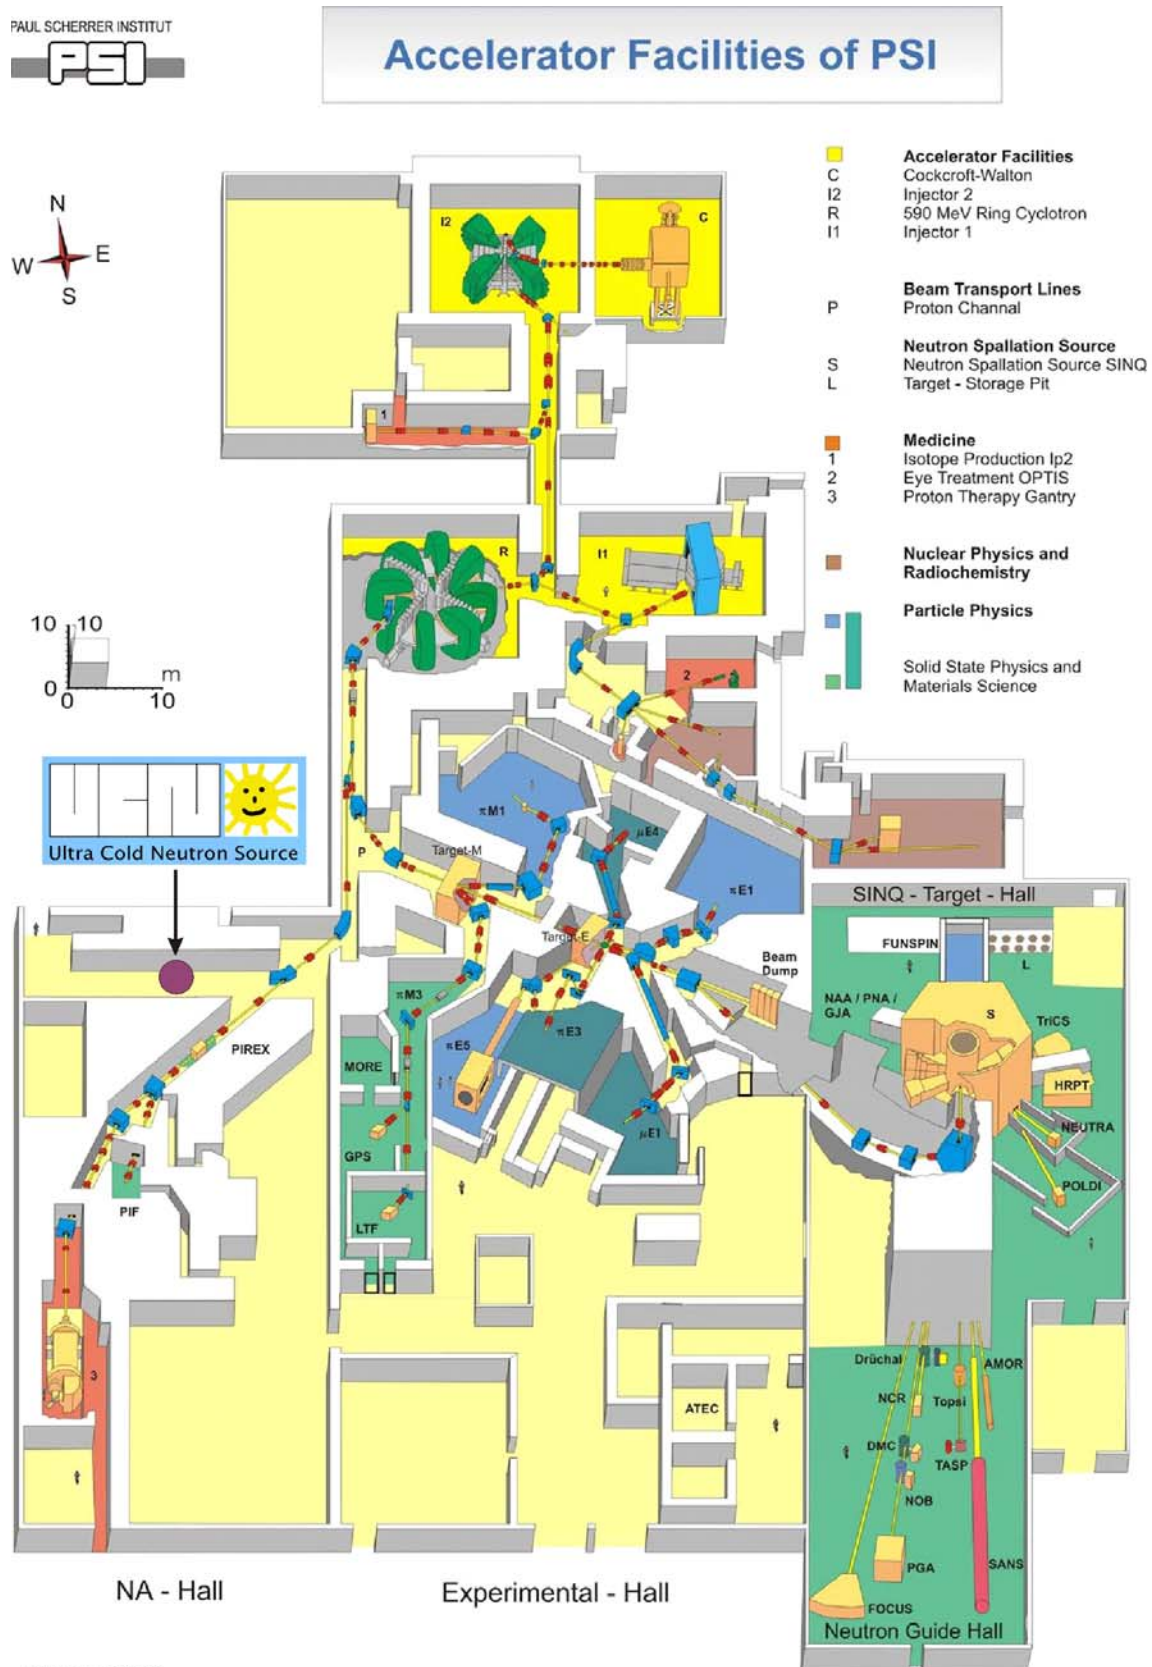 PAUL SCHERRER INSTITUT
PSI
Accelerator Facilities of PSI
N
W E
S
Accelerator Facilities
C Cockcroft-Walton
I2 Injector 2
R 590 MeV Ring Cyclotron
I1 Injector 1
Beam Transport Lines
P Proton Channal
Neutron Spallation Source
S Neutron Spallation Source SINQ
L Target - Storage Pit
Medicine
1 Isotope Production Ip2
2 Eye Treatment OPTIS
3 Proton Therapy Gantry
Nuclear Physics and
Radiochemistry
Particle Physics
Solid State Physics and
Materials Science
I2
C
1
R
I1
10 10
m
0
0 10
2
Ultra Cold Neutron Source
πM1
μE4
P
Target-M
πE1
Target-E
Beam
Dump
SINQ - Target - Hall
FUNSPIN
L
NAA / PNA /
GJA
S
TriCS
πM3
πE3
πE5
PIREX
MORE
HRPT
NEUTRA
μE1
GPS
POLDI
PIF
LTF
3
Drüchal
AMOR
NCR
Topsi
ATEC
DMC
TASP
NOB
PGA
SANS
FOCUS
NA - Hall
Experimental - Hall
Neutron Guide Hall